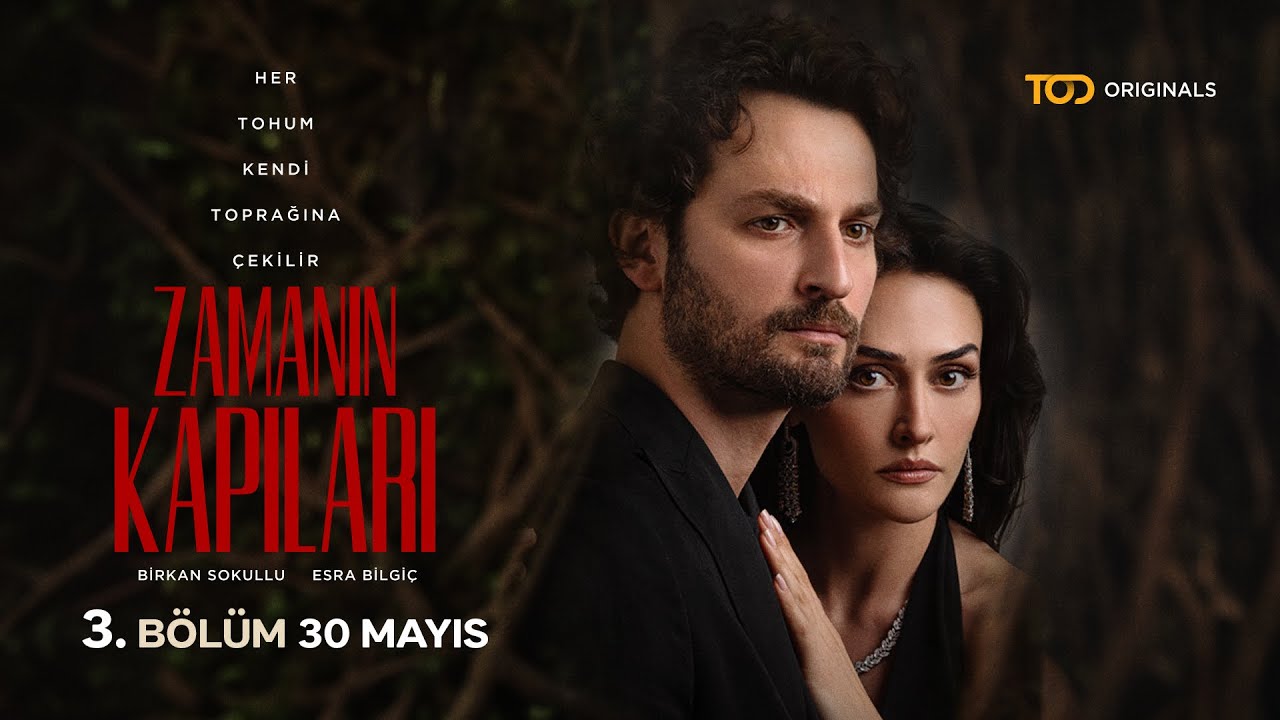 HER
TOHUM
KENDİ
TOPRAĞINA
ÇEKİLİR
ZAMANIN
KAPILARI
BİRKAN SOKULLU ESRA BİLGİÇ
3. BÖLÜM 30 MAYIS
TOD ORIGINALS